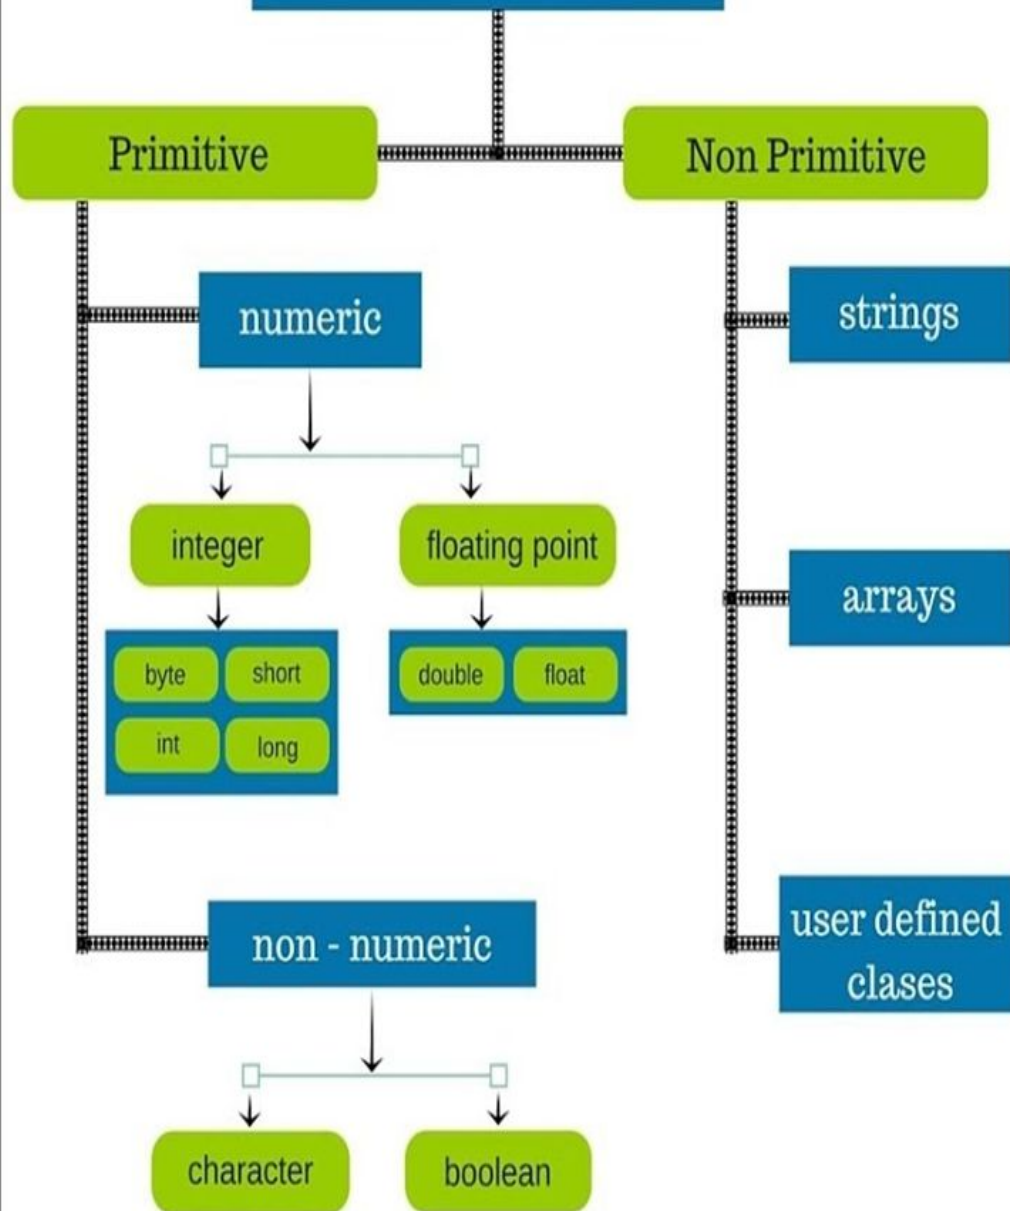 Primitive
Non Primitive
numeric
strings
integer
floating point
arrays
byte
short
double
float
int
long
non - numeric
user defined
clases
character
boolean